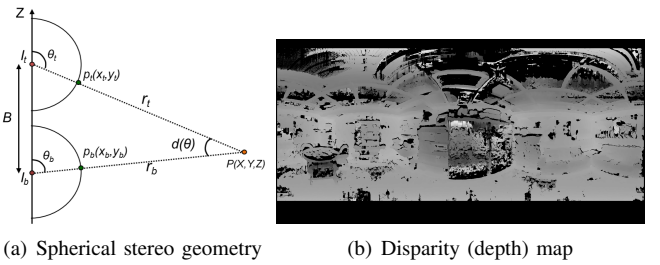 Z
I_t
θ_t
p_t(x_t,y_t)
r_t
B
d(θ)
P(X,Y,Z)
θ_b
p_b(x_b,y_b)
r_b
I_b
(a) Spherical stereo geometry
(b) Disparity (depth) map